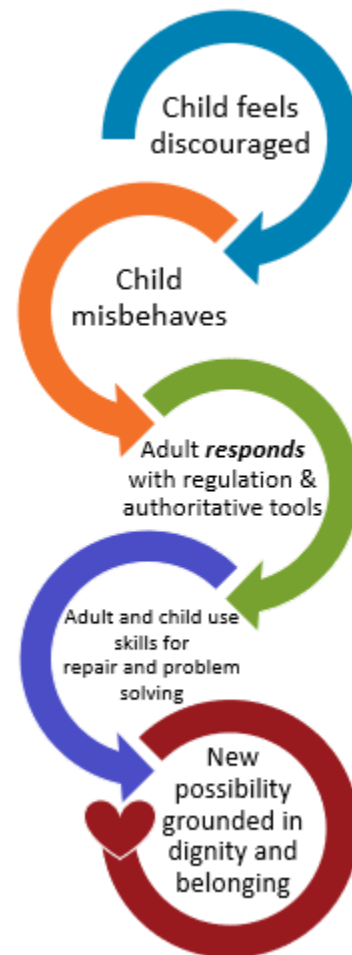 Child feels
discouraged
Child
misbehaves
Adult responds
with regulation &
authoritative tools
Adult and child use
skills for
repair and problem
solving
New
possibility
grounded in
dignity and
belonging